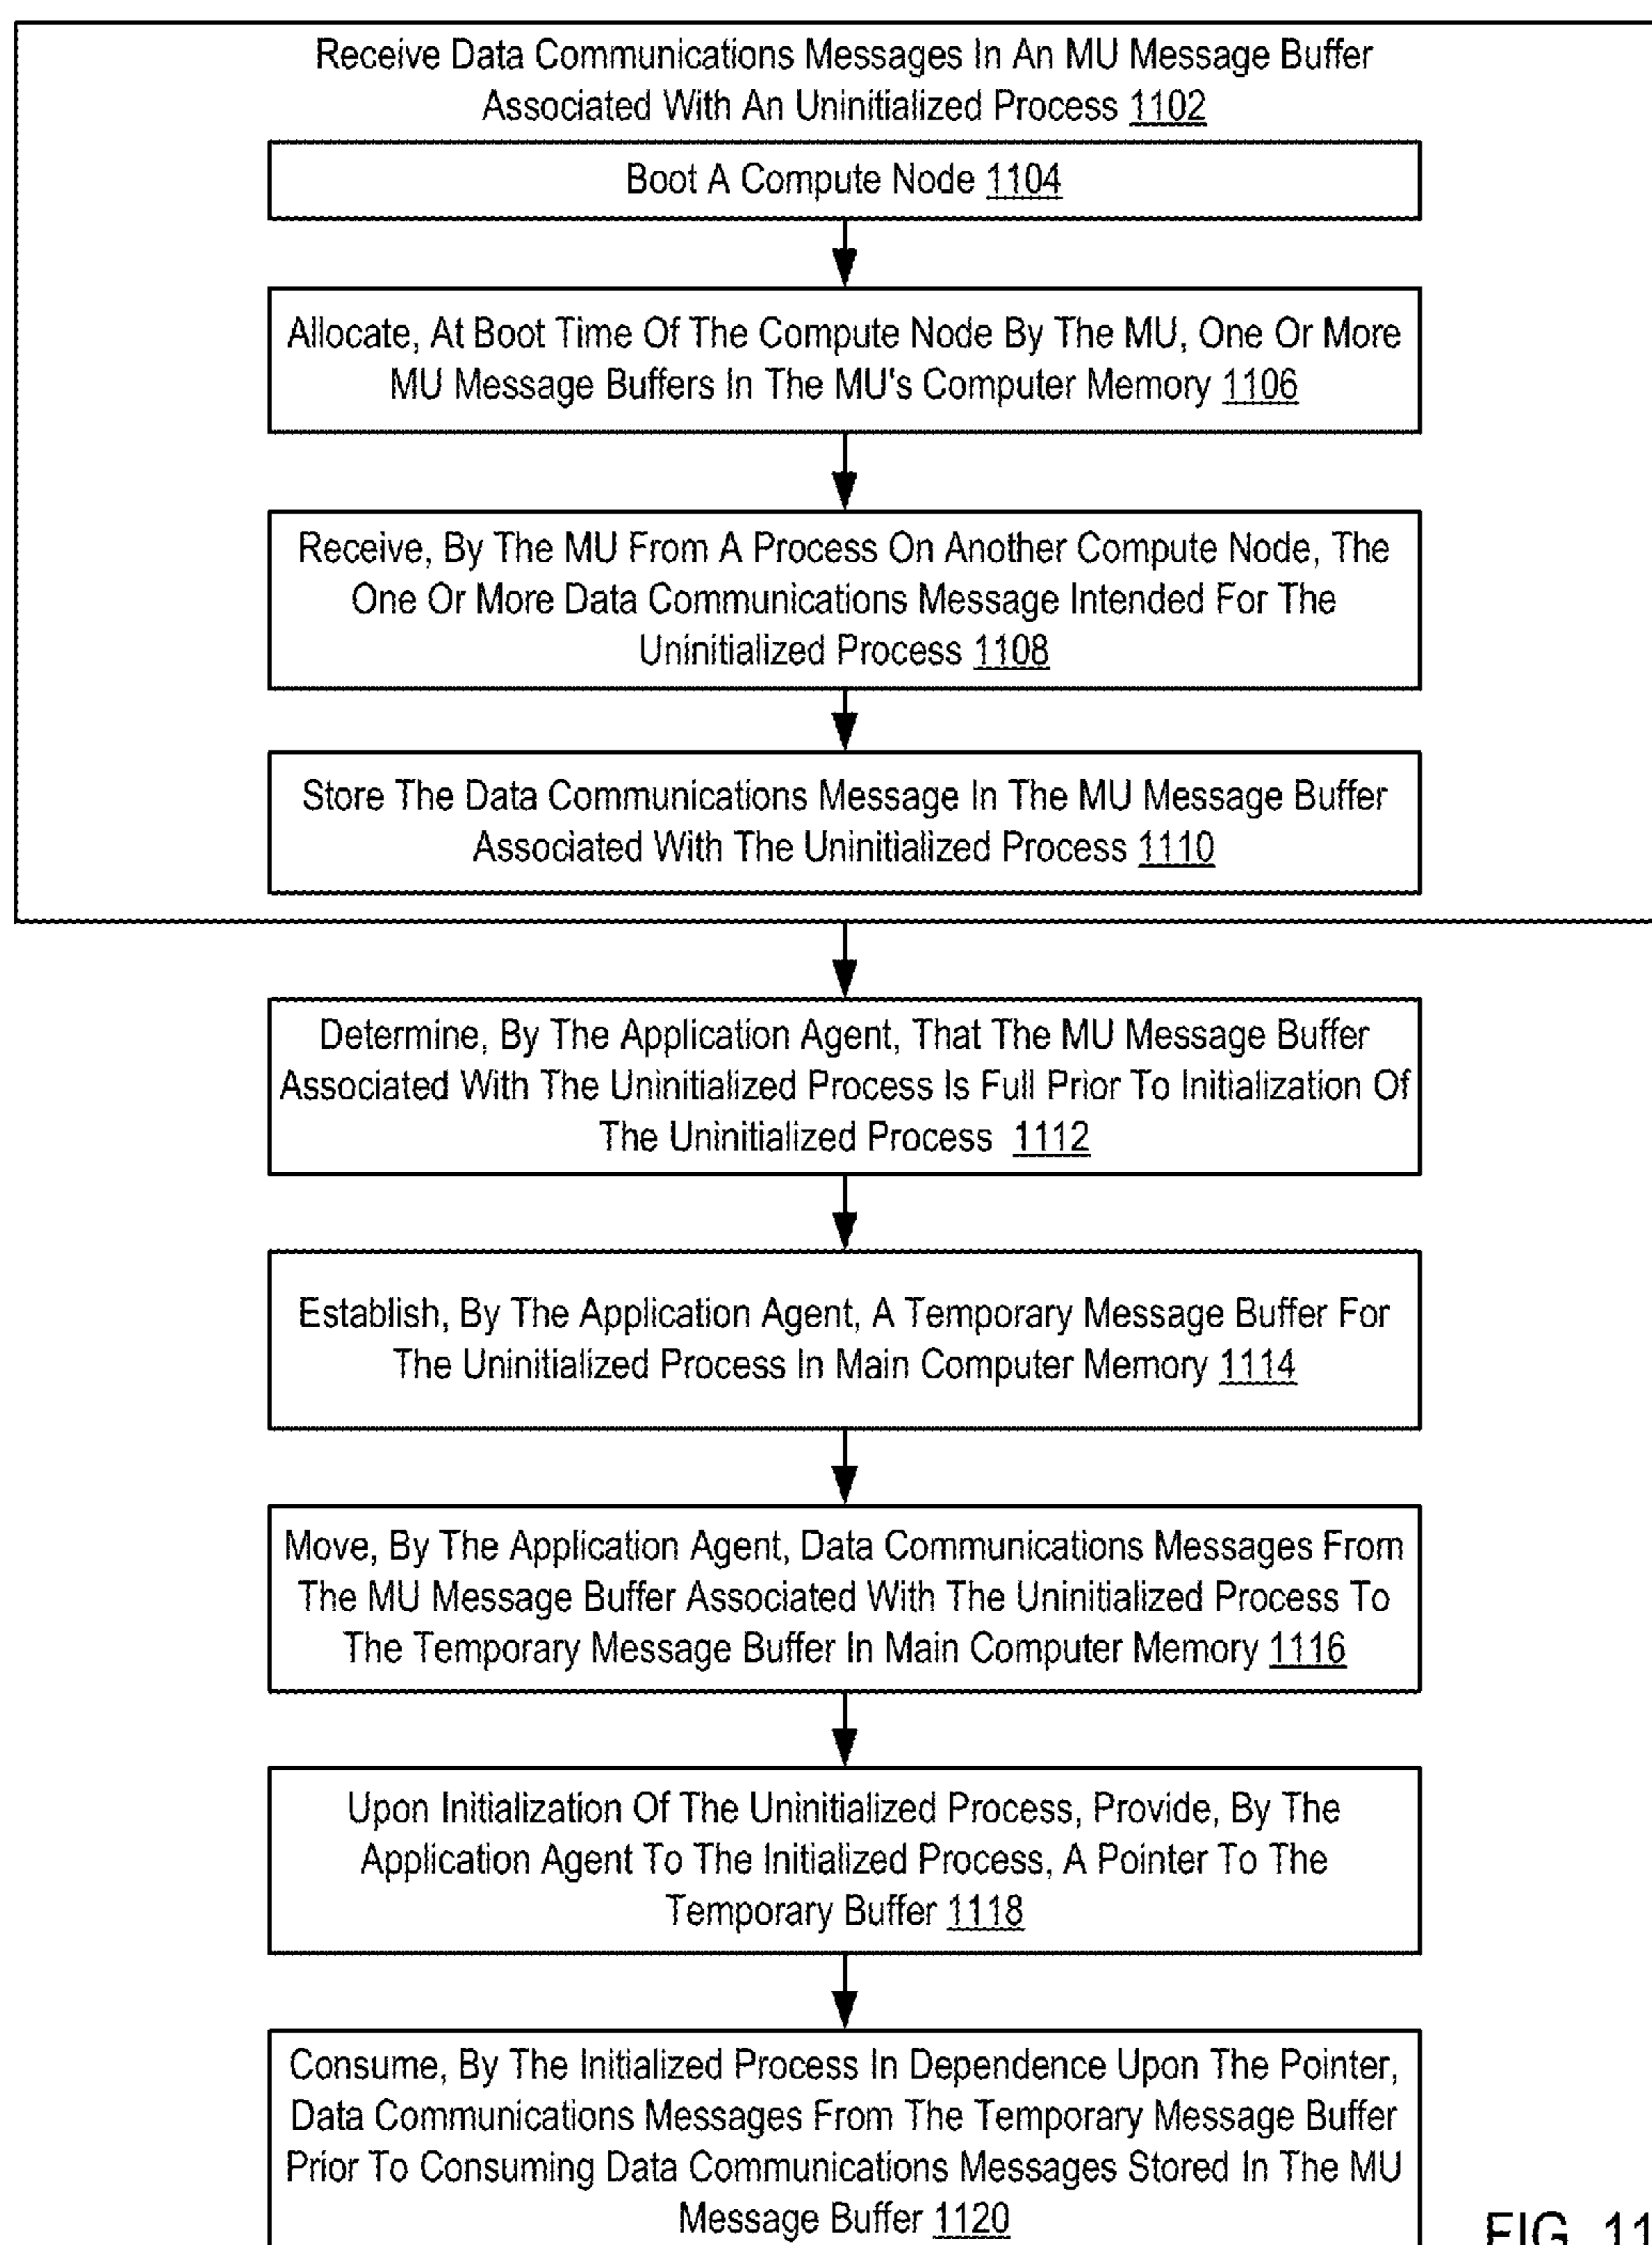 Receive Data Communications Messages In An MU Message Buffer
Associated With An Uninitialized Process 1102
Boot A Compute Node 1104
Allocate, At Boot Time Of The Compute Node By The MU, One Or More
MU Message Buffers In The MU's Computer Memory 1106
Receive, By The MU From A Process On Another Compute Node, The
One Or More Data Communications Message Intended For The
Uninitialized Process 1108
Store The Data Communications Message In The MU Message Buffer
Associated With The Uninitialized Process 1110
Determine, By The Application Agent, That The MU Message Buffer
Associated With The Uninitialized Process Is Full Prior To Initialization Of
The Uninitialized Process 1112
Establish, By The Application Agent, A Temporary Message Buffer For
The Uninitialized Process In Main Computer Memory 1114
Move, By The Application Agent, Data Communications Messages From
The MU Message Buffer Associated With The Uninitialized Process To
The Temporary Message Buffer In Main Computer Memory 1116
Upon Initialization Of The Uninitialized Process, Provide, By The
Application Agent To The Initialized Process, A Pointer To The
Temporary Buffer 1118
Consume, By The Initialized Process In Dependence Upon The Pointer,
Data Communications Messages From The Temporary Message Buffer
Prior To Consuming Data Communications Messages Stored In The MU
Message Buffer 1120
FIG. 11